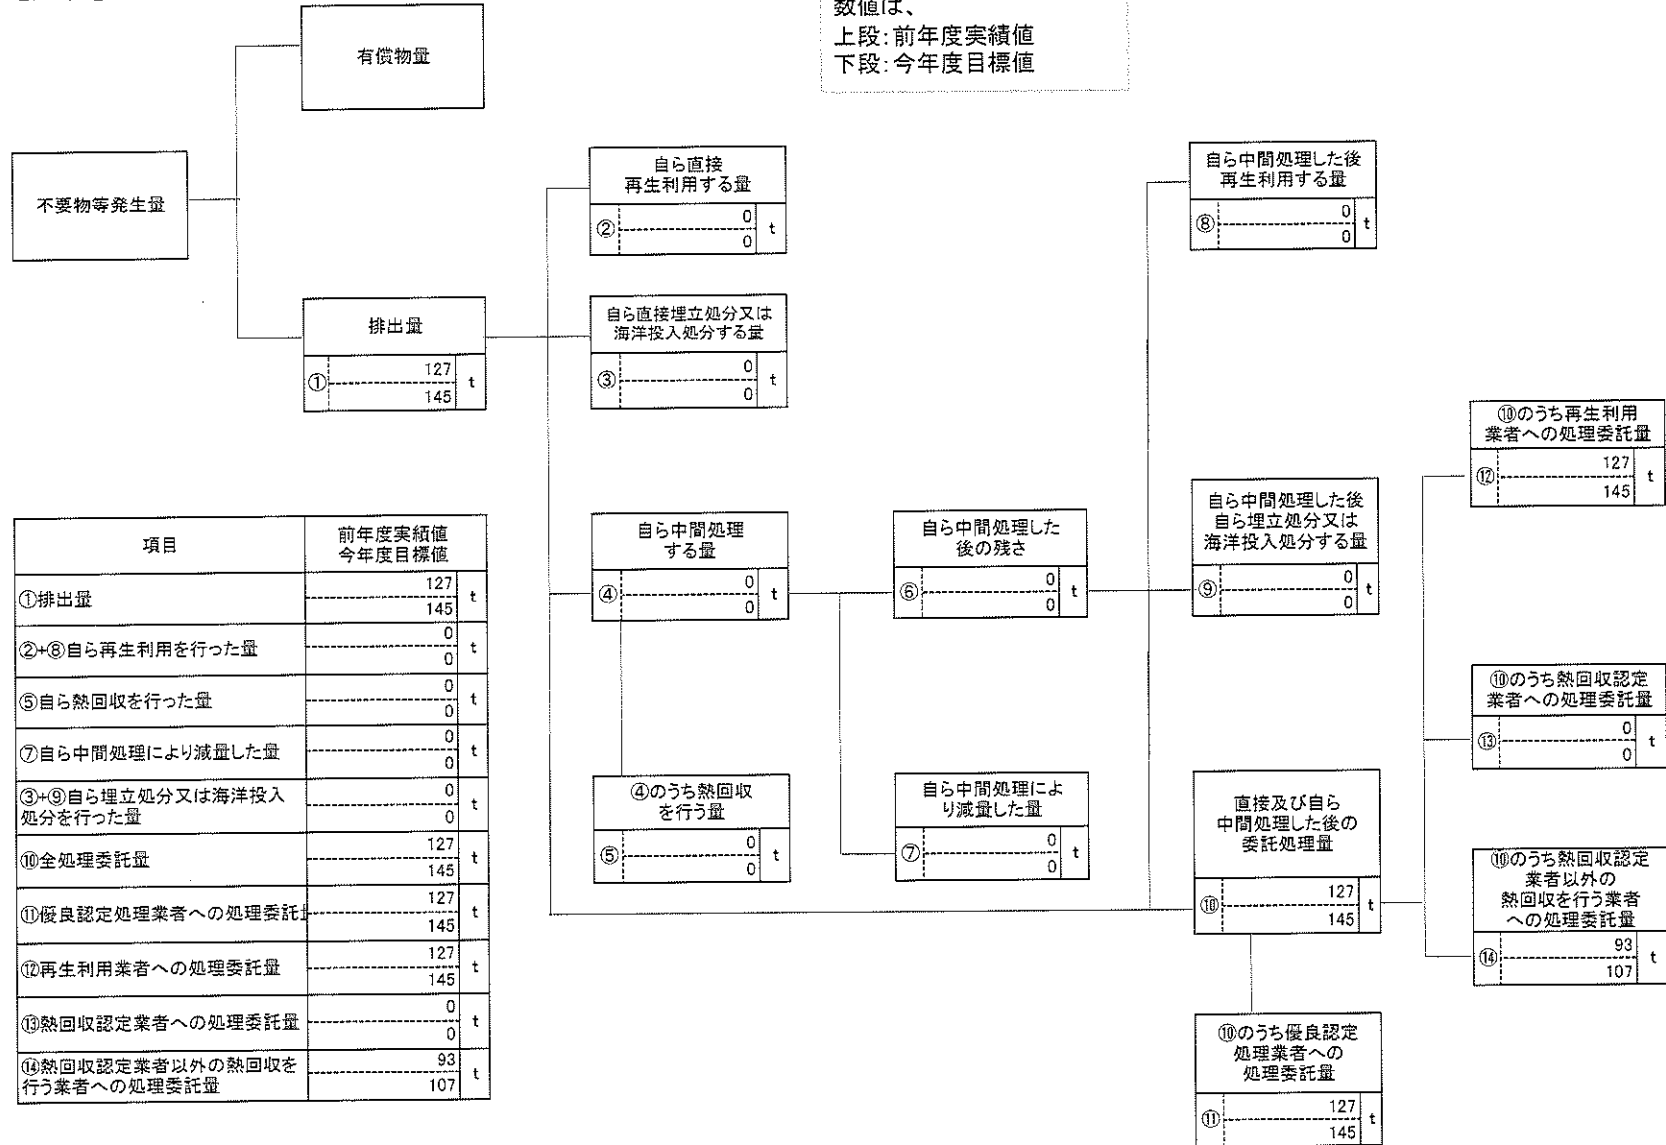 数値は、
上段:前年度実績値
下段:今年度目標値
有償物量
不要物等発生量
排出量
① 127 t
145
自ら直接
再生利用する量
② 0 t
0
自ら直接埋立処分又は
海洋投入処分する量
③ 0 t
0
自ら中間処理
する量
④ 0 t
0
④のうち熱回収
を行う量
⑤ 0 t
0
自ら中間処理した
後の残さ
⑥ 0 t
0
自ら中間処理によ
り減量した量
⑦ 0 t
0
自ら中間処理した後
再生利用する量
⑧ 0 t
0
自ら中間処理した後
自ら埋立処分又は
海洋投入処分する量
⑨ 0 t
0
直接及び自ら
中間処理した後の
委託処理量
⑩ 127 t
145
⑩のうち優良認定
処理業者への
処理委託量
⑪ 127 t
145
⑩のうち再生利用
業者への処理委託量
⑫ 127 t
145
⑩のうち熱回収認定
業者への処理委託量
⑬ 0 t
0
⑩のうち熱回収認定
業者以外の
熱回収を行う業者
への処理委託量
⑭ 93 t
107
項目 前年度実績値
今年度目標値
①排出量 127 t
145
②+⑧自ら再生利用を行った量 0 t
0
⑤自ら熱回収を行った量 0 t
0
⑦自ら中間処理により減量した量 0 t
0
③+⑨自ら埋立処分又は海洋投入
処分を行った量 0 t
0
⑩全処理委託量 127 t
145
⑪優良認定処理業者への処理委託 127 t
145
⑫再生利用業者への処理委託量 127 t
145
⑬熱回収認定業者への処理委託量 0 t
0
⑭熱回収認定業者以外の熱回収を
行う業者への処理委託量 93 t
107